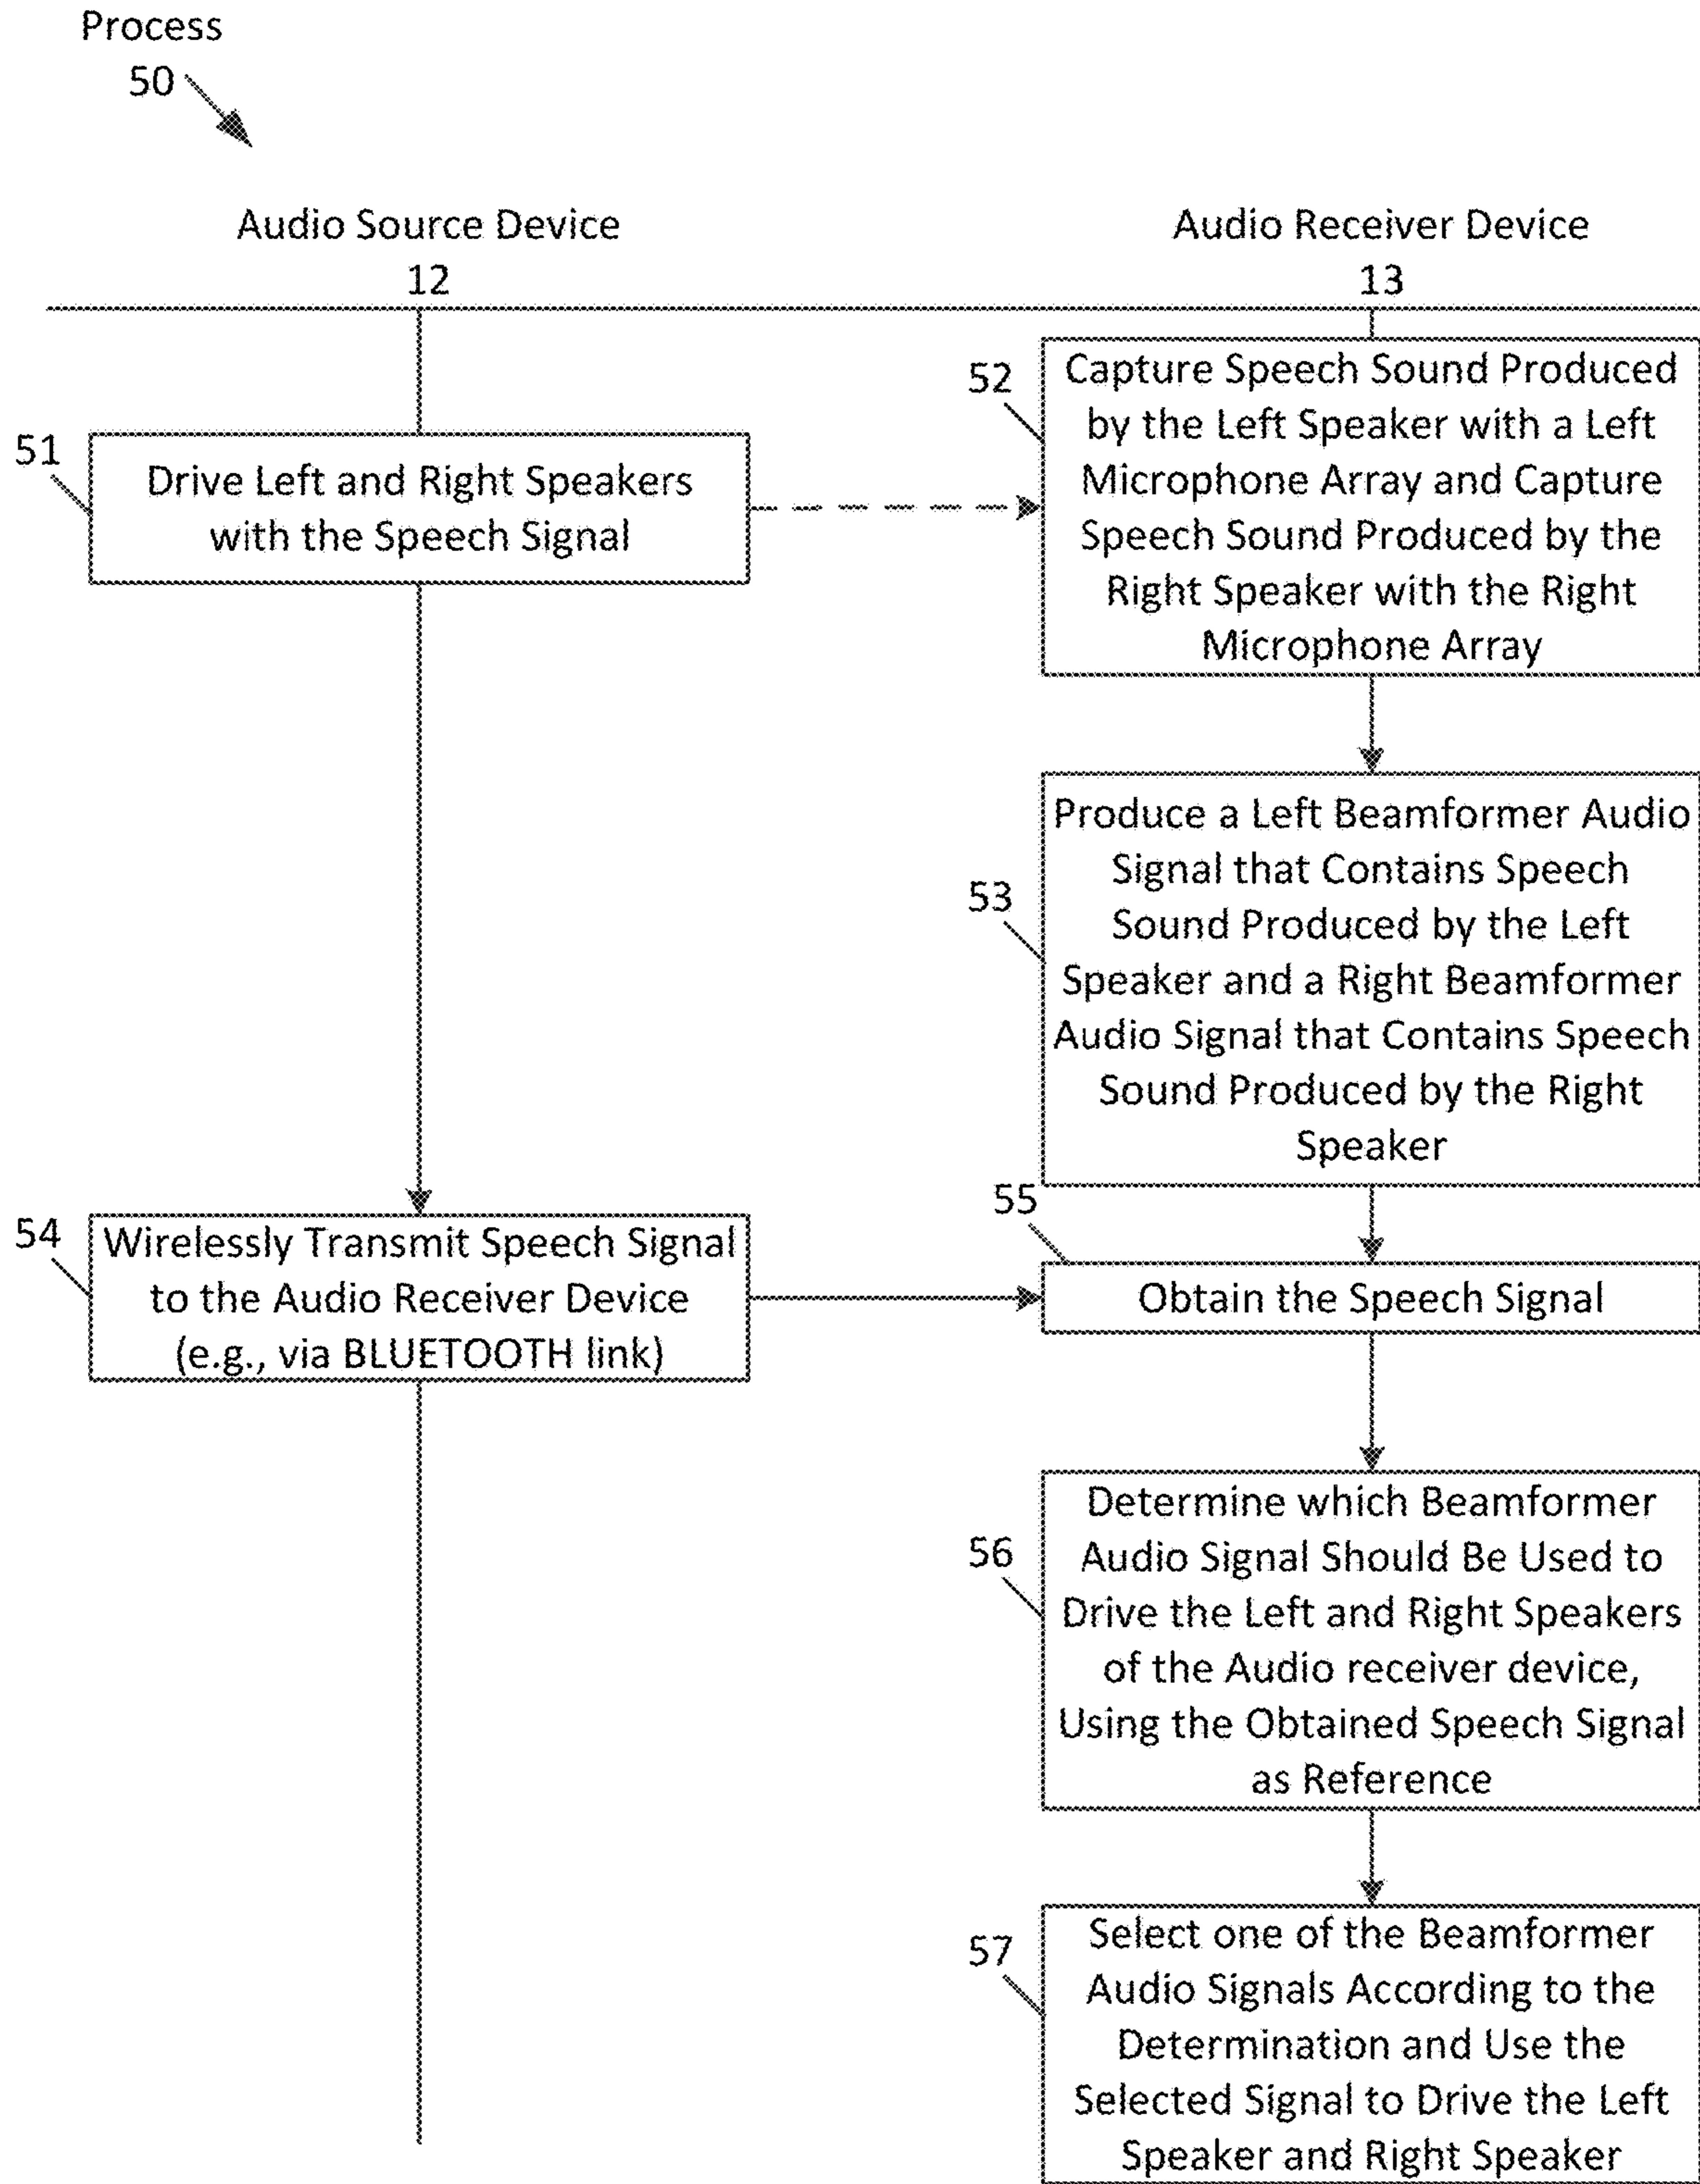 Process
50
Audio Source Device
12
Audio Receiver Device
13
51
Drive Left and Right Speakers
with the Speech Signal
52
Capture Speech Sound Produced
by the Left Speaker with a Left
Microphone Array and Capture
Speech Sound Produced by the
Right Speaker with the Right
Microphone Array
53
Produce a Left Beamformer Audio
Signal that Contains Speech
Sound Produced by the Left
Speaker and a Right Beamformer
Audio Signal that Contains Speech
Sound Produced by the Right
Speaker
54
Wirelessly Transmit Speech Signal
to the Audio Receiver Device
(e.g., via BLUETOOTH link)
55
Obtain the Speech Signal
56
Determine which Beamformer
Audio Signal Should Be Used to
Drive the Left and Right Speakers
of the Audio receiver device,
Using the Obtained Speech Signal
as Reference
57
Select one of the Beamformer
Audio Signals According to the
Determination and Use the
Selected Signal to Drive the Left
Speaker and Right Speaker